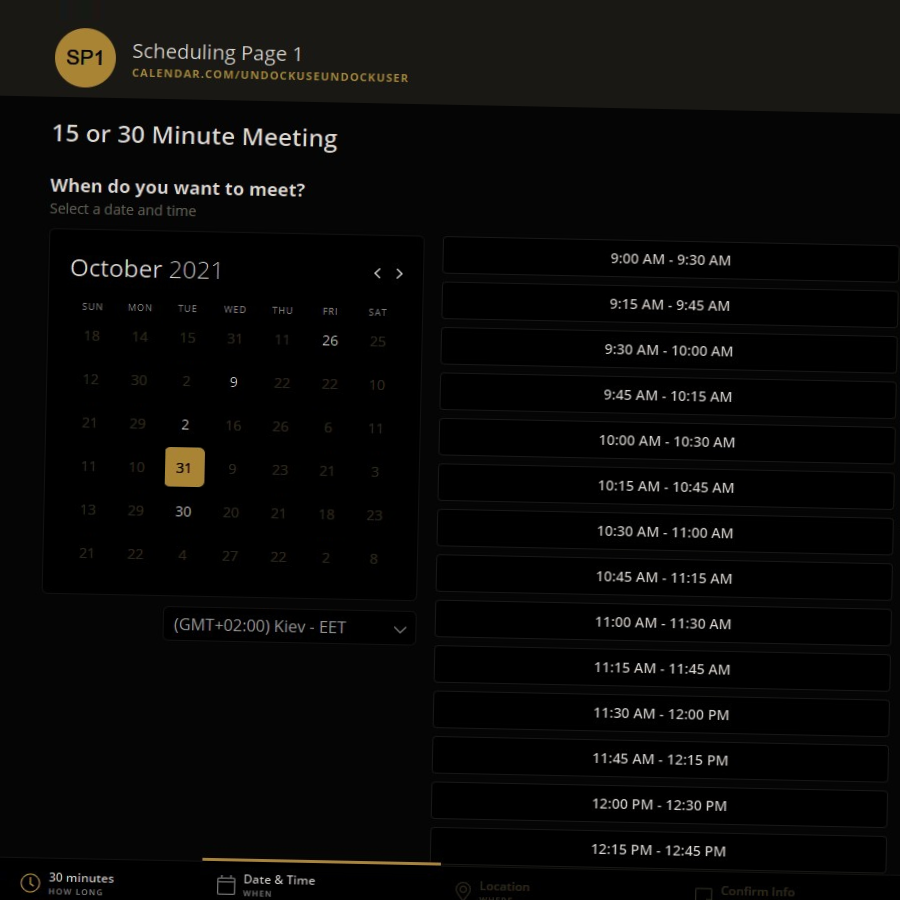 SP1
Scheduling Page 1
CALENDAR.COM/UNDOCKUSEUNDOCKUSER
15 or 30 Minute Meeting
When do you want to meet?
Select a date and time
October 2021
SUN MON TUE WED THU FRI SAT
18 14 15 31 11 26 25
12 30 2 9 22 22 10
21 29 2 16 26 6 11
11 10 31 9 23 21 3
13 29 30 20 21 18 23
21 22 4 27 22 2 8
(GMT+02:00) Kiev - EET
9:00 AM - 9:30 AM
9:15 AM - 9:45 AM
9:30 AM - 10:00 AM
9:45 AM - 10:15 AM
10:00 AM - 10:30 AM
10:15 AM - 10:45 AM
10:30 AM - 11:00 AM
10:45 AM - 11:15 AM
11:00 AM - 11:30 AM
11:15 AM - 11:45 AM
11:30 AM - 12:00 PM
11:45 AM - 12:15 PM
12:00 PM - 12:30 PM
12:15 PM - 12:45 PM
30 minutes
HOW LONG
Date & Time
WHEN
Location
Confirm Info